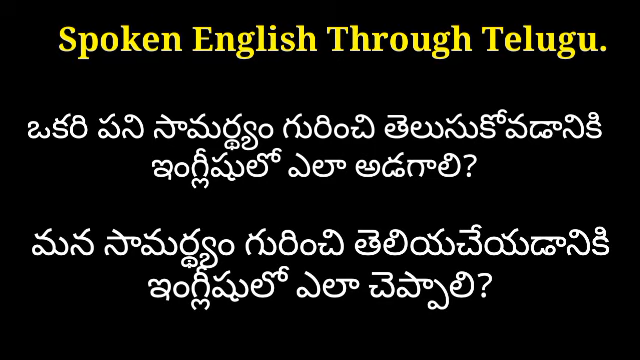 Spoken English Through Telugu.
ఒకరి పని సామర్థ్యం గురించి తెలుసుకోవడానికి
ఇంగ్లీషులో ఎలా అడగాలి?
మన సామర్థ్యం గురించి తెలియచేయడానికి
ఇంగ్లీషులో ఎలా చెప్పాలి?